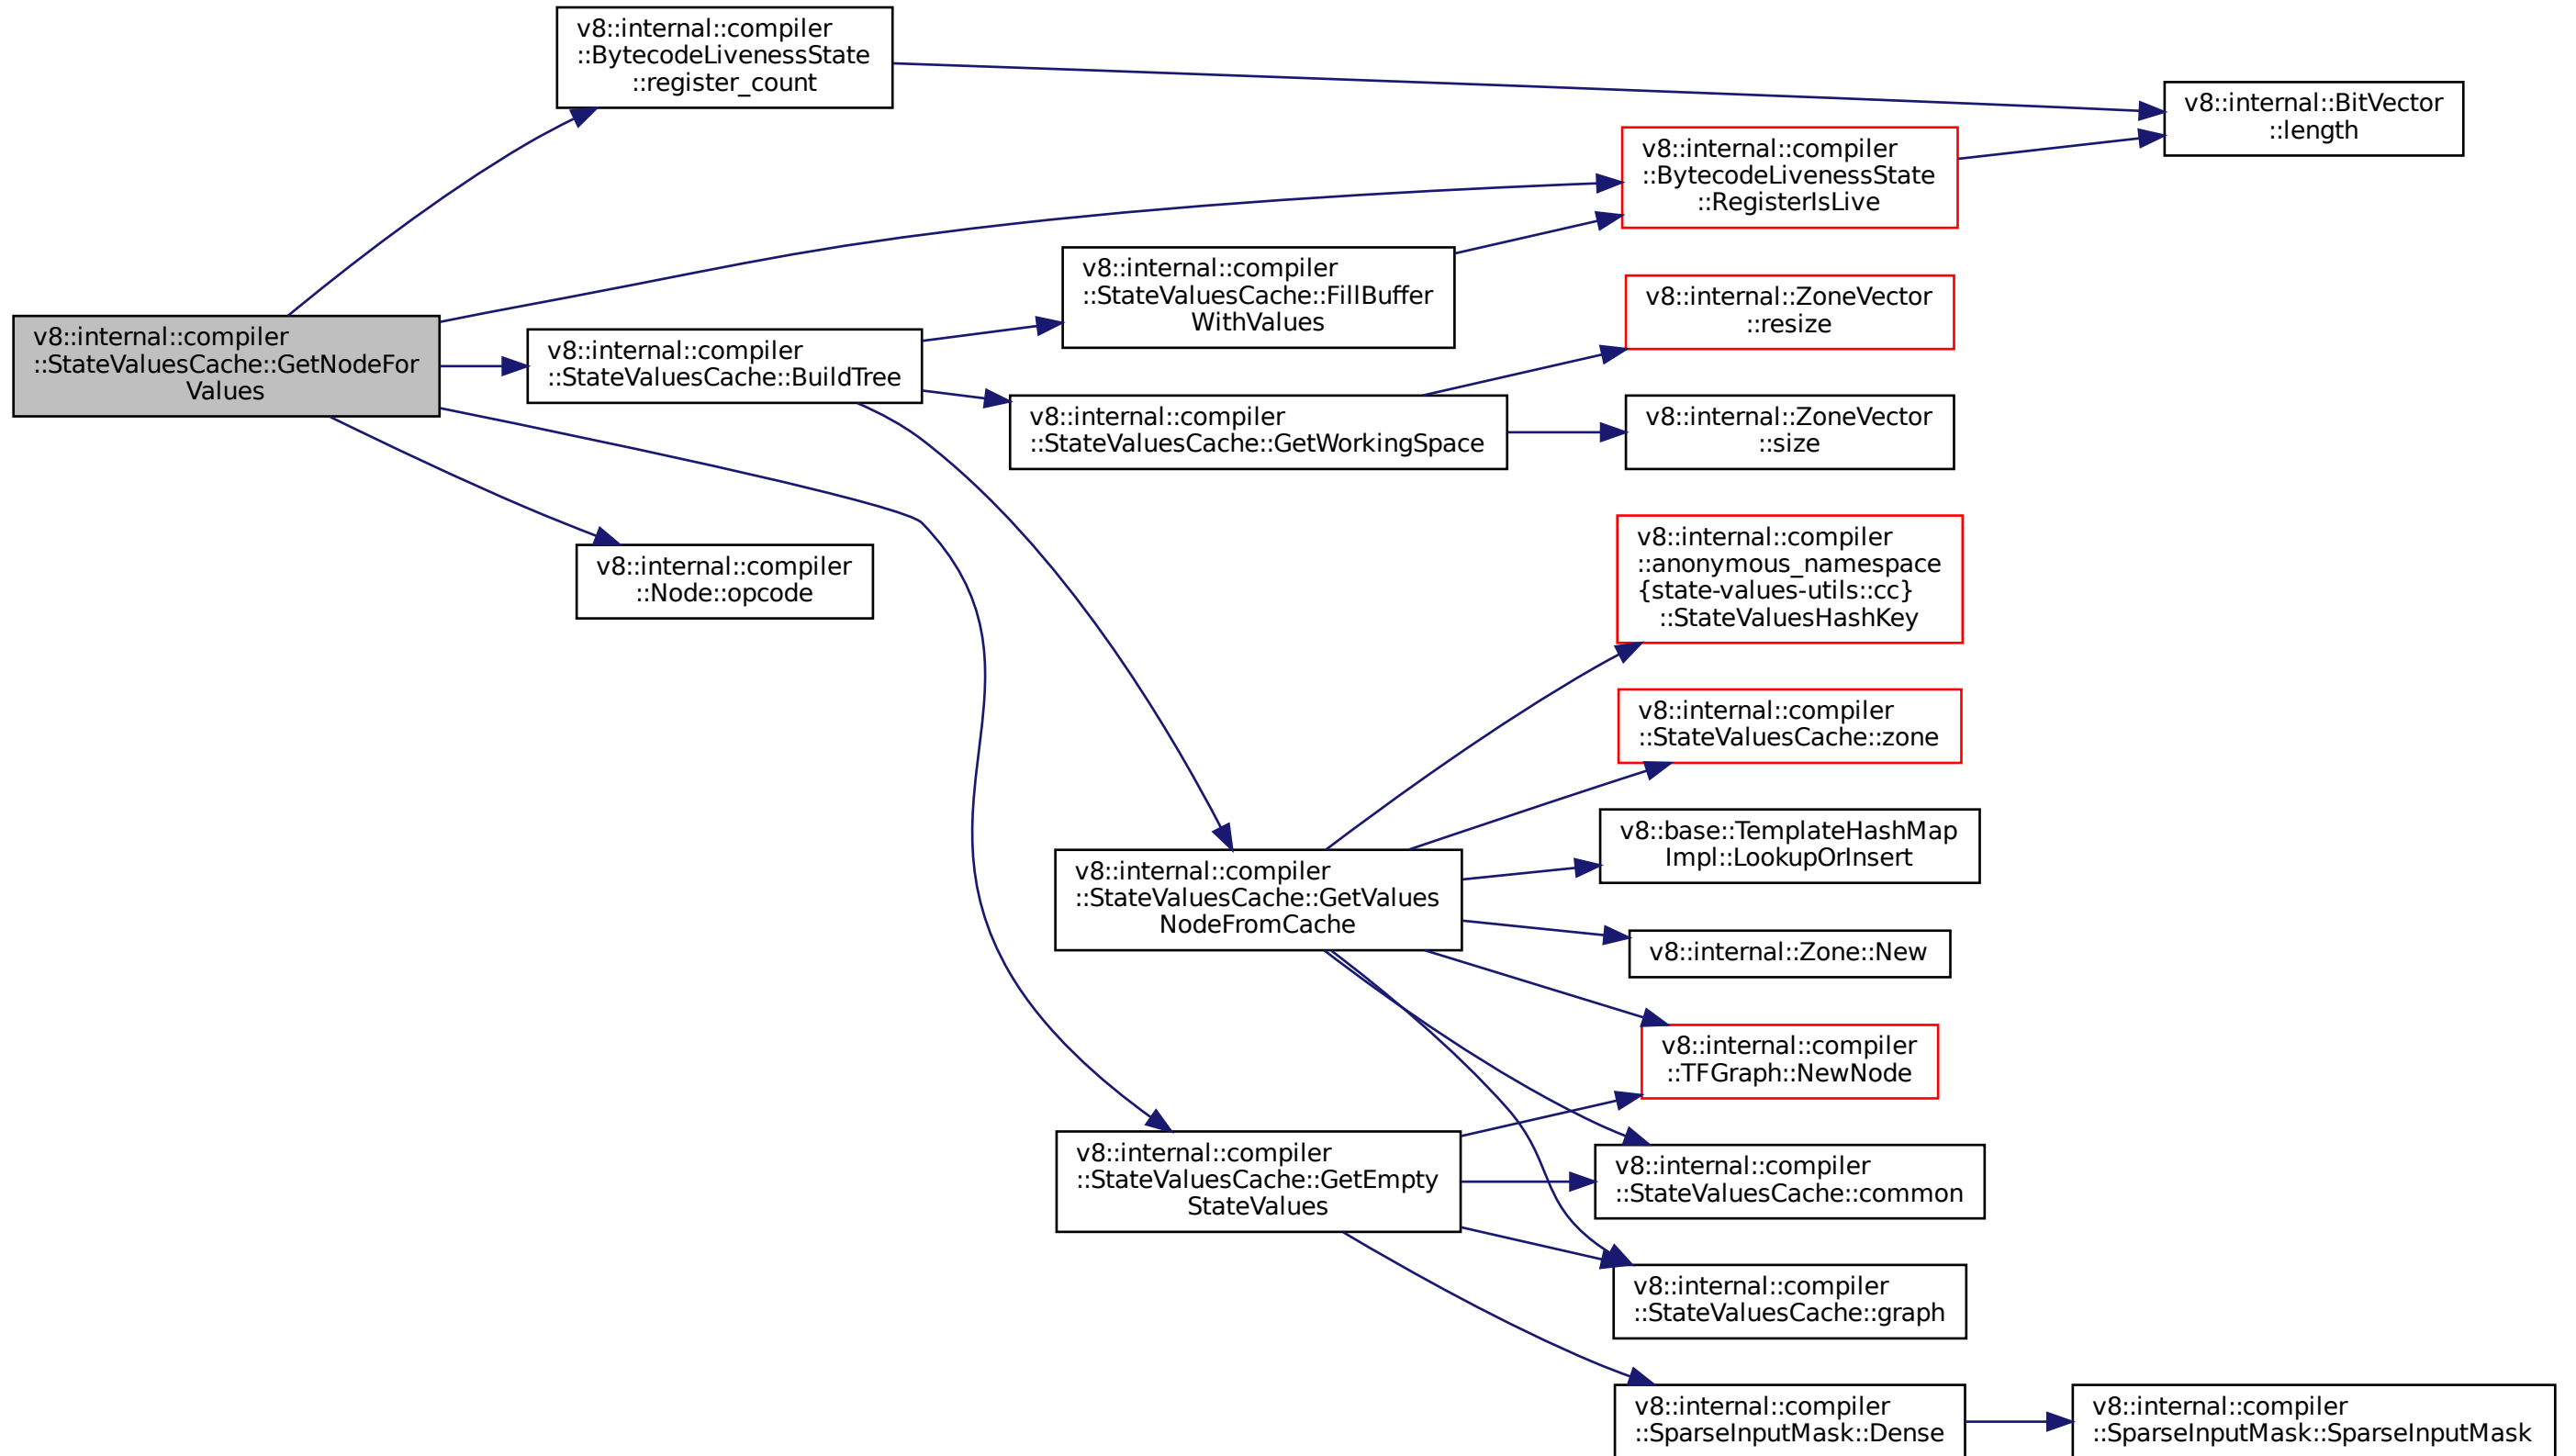 v8::internal::compiler
::BytecodeLivenessState
::register_count
v8::internal::BitVector
::length
v8::internal::compiler
::BytecodeLivenessState
::RegisterIsLive
v8::internal::compiler
::StateValuesCache::FillBuffer
WithValues
v8::internal::ZoneVector
::resize
v8::internal::compiler
::StateValuesCache::GetNodeFor
Values
v8::internal::compiler
::StateValuesCache::BuildTree
v8::internal::compiler
::StateValuesCache::GetWorkingSpace
v8::internal::ZoneVector
::size
v8::internal::compiler
::Node::opcode
v8::internal::compiler
::anonymous_namespace
{state-values-utils::cc}
::StateValuesHashKey
v8::internal::compiler
::StateValuesCache::zone
v8::base::TemplateHashMap
Impl::LookupOrInsert
v8::internal::compiler
::StateValuesCache::GetValues
NodeFromCache
v8::internal::Zone::New
v8::internal::compiler
::TFGraph::NewNode
v8::internal::compiler
::StateValuesCache::GetEmpty
StateValues
v8::internal::compiler
::StateValuesCache::common
v8::internal::compiler
::StateValuesCache::graph
v8::internal::compiler
::SparseInputMask::Dense
v8::internal::compiler
::SparseInputMask::SparseInputMask